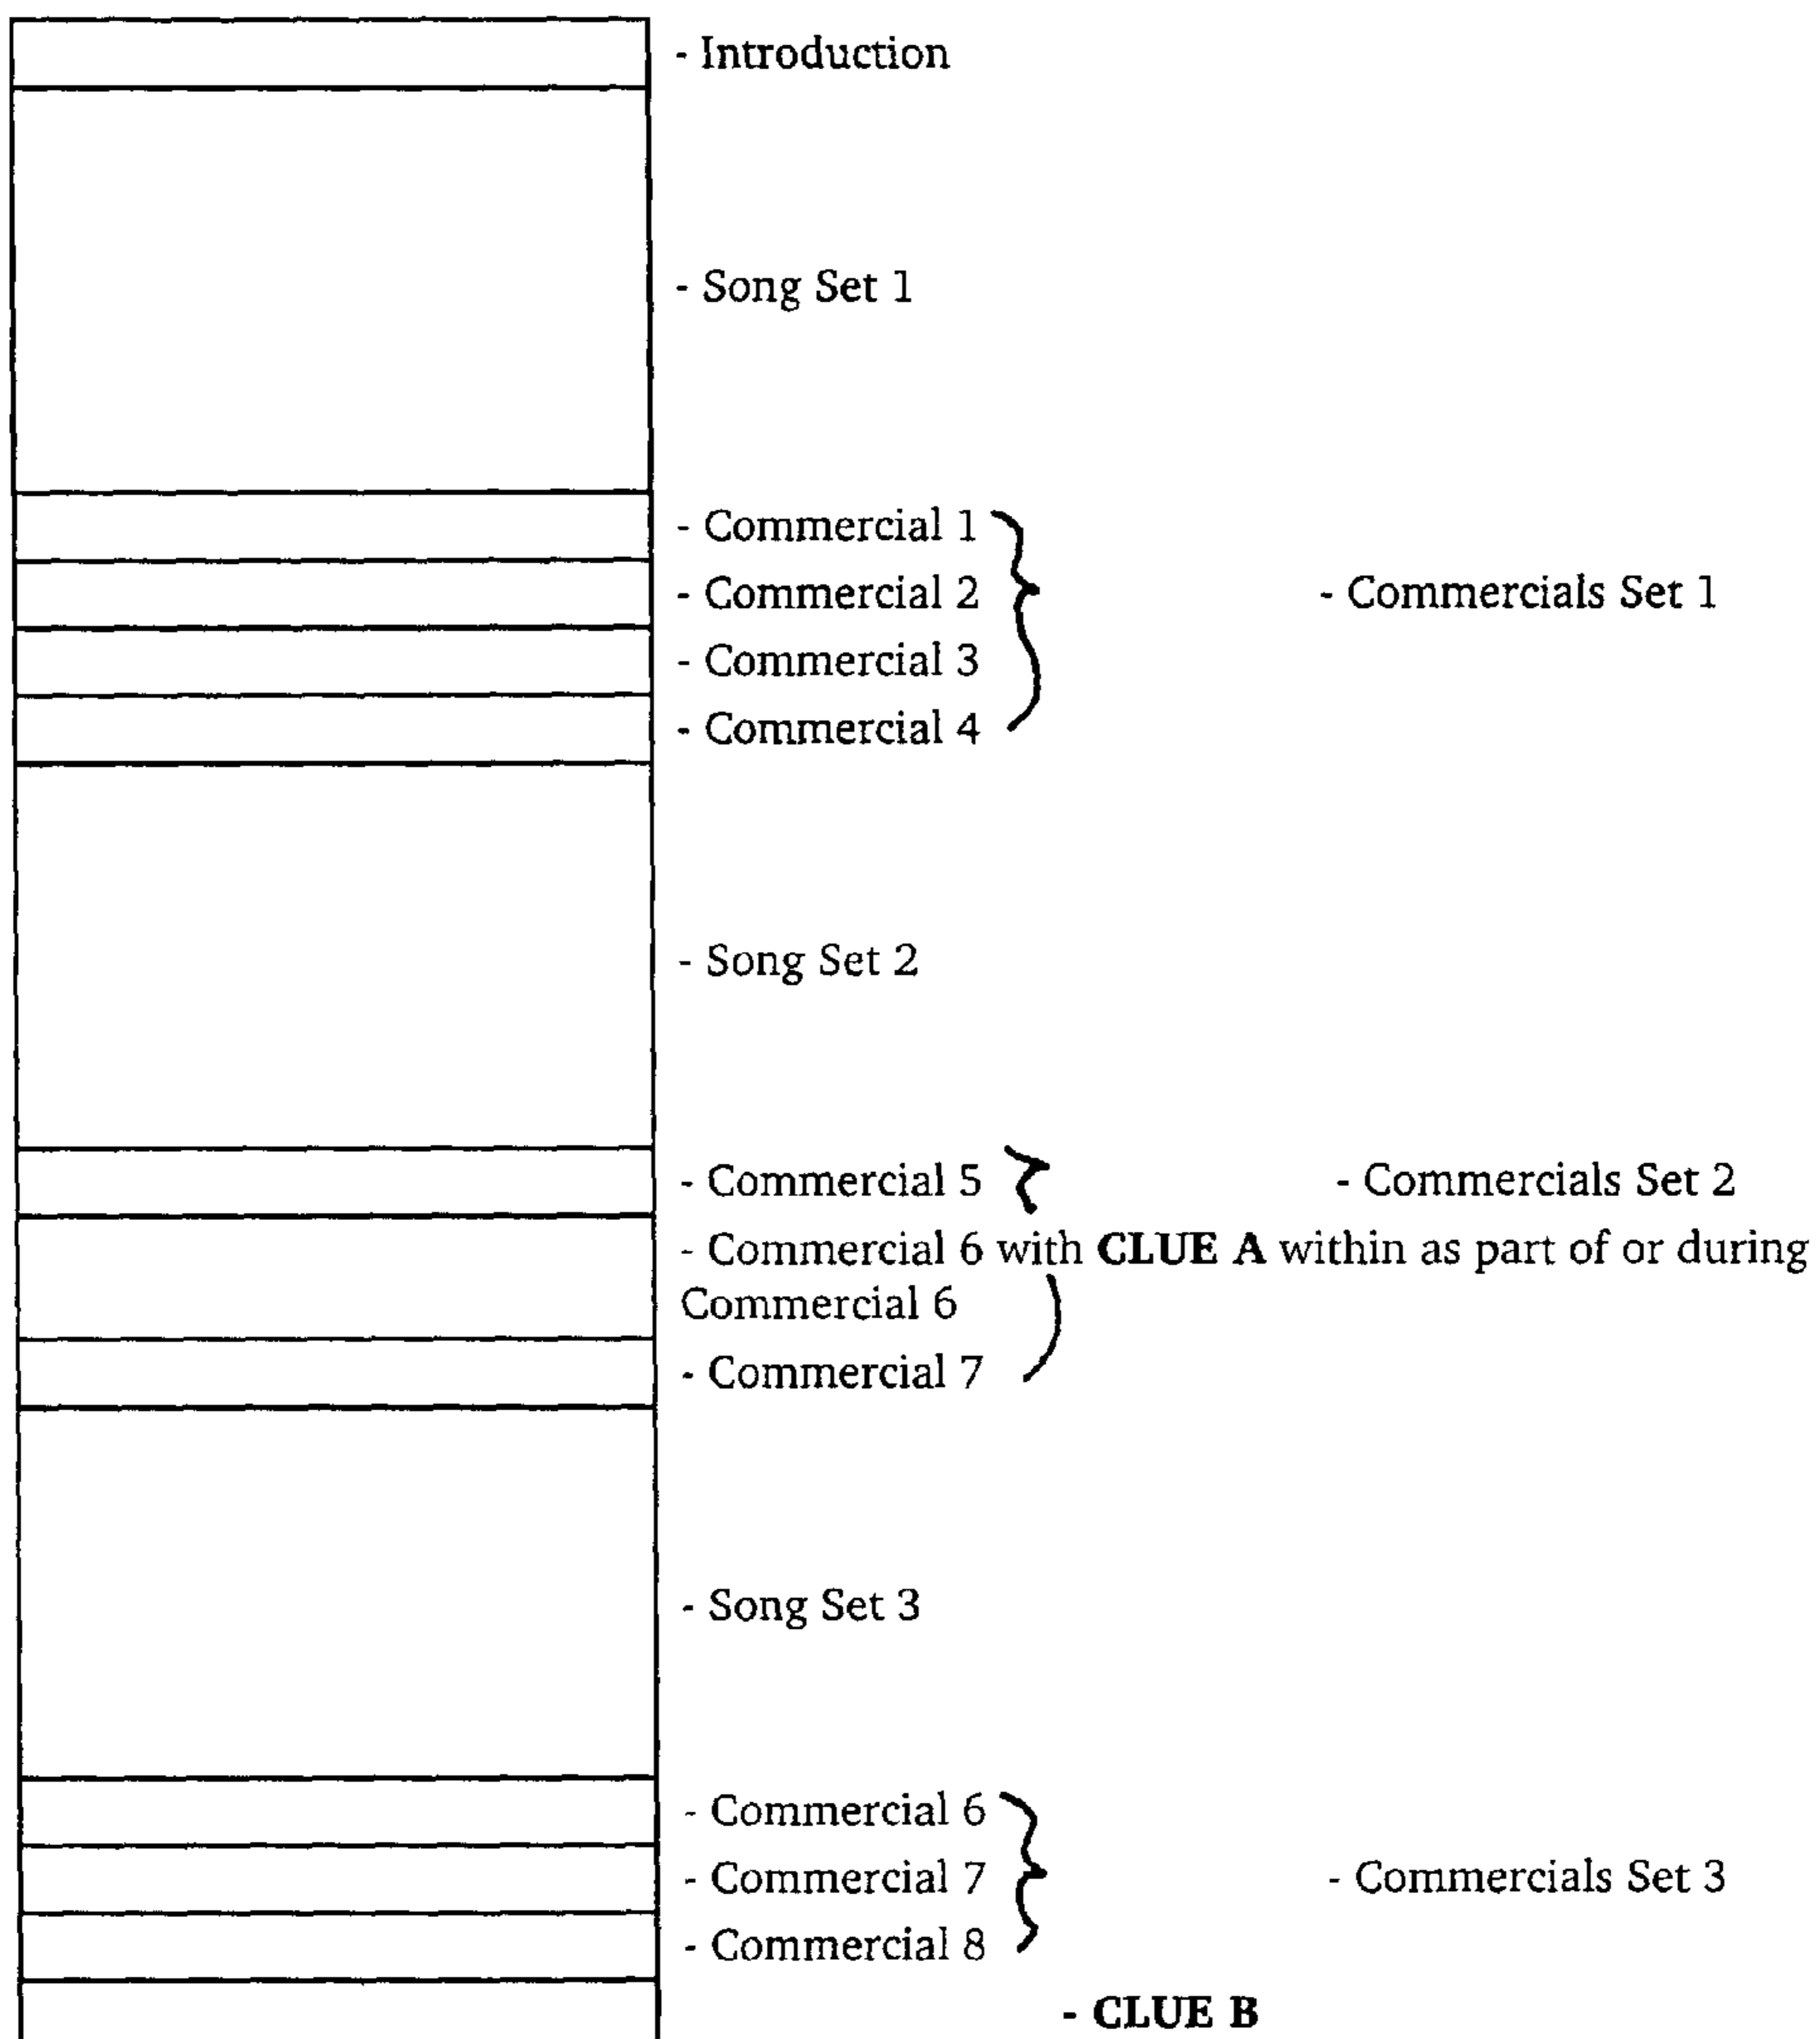 - Introduction
- Song Set 1
- Commercial 1
- Commercial 2 - Commercials Set 1
- Commercial 3
- Commercial 4
- Song Set 2
- Commercial 5 - Commercials Set 2
- Commercial 6 with CLUE A within as part of or during
Commercial 6
- Commercial 7
- Song Set 3
- Commercial 6
- Commercial 7 - Commercials Set 3
- Commercial 8
- CLUE B